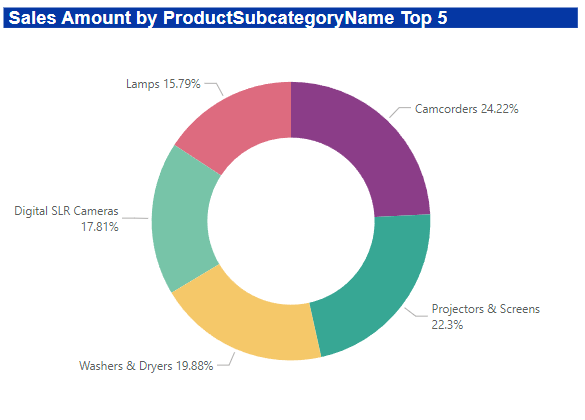 Sales Amount by ProductSubcategoryName Top 5
Lamps 15.79%
Camcorders 24.22%
Digital SLR Cameras
17.81%
Projectors & Screens
22.3%
Washers & Dryers 19.88%